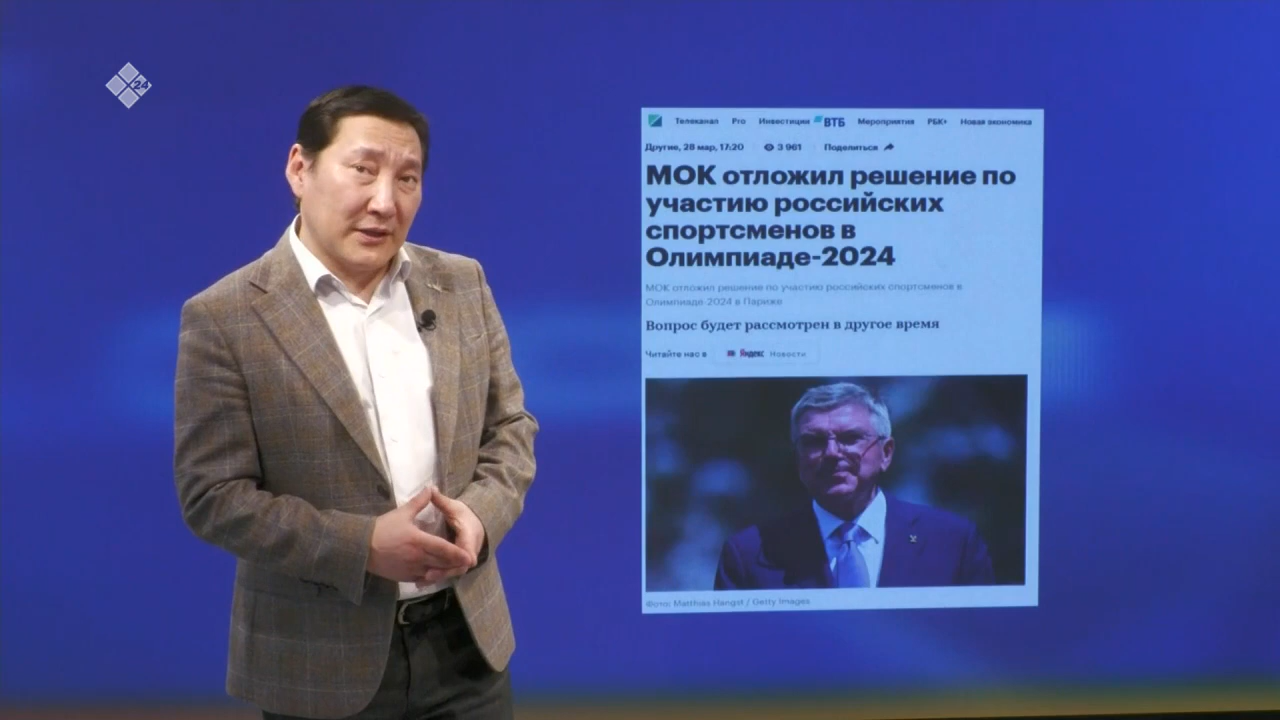 24
Телеканал Pro Инвестиции ВТБ Мероприятия РБК+ Новая экономика
Другие, 28 мар, 17:20 3 961 Поделиться
МОК отложил решение по
участию российских
спортсменов в
Олимпиаде-2024
МОК отложил решение по участию российских спортсменов в
Олимпиаде-2024 в Париже
Вопрос будет рассмотрен в другое время
Читайте нас в Яндекс Новости
Фото: Matthias Hangst / Getty Images